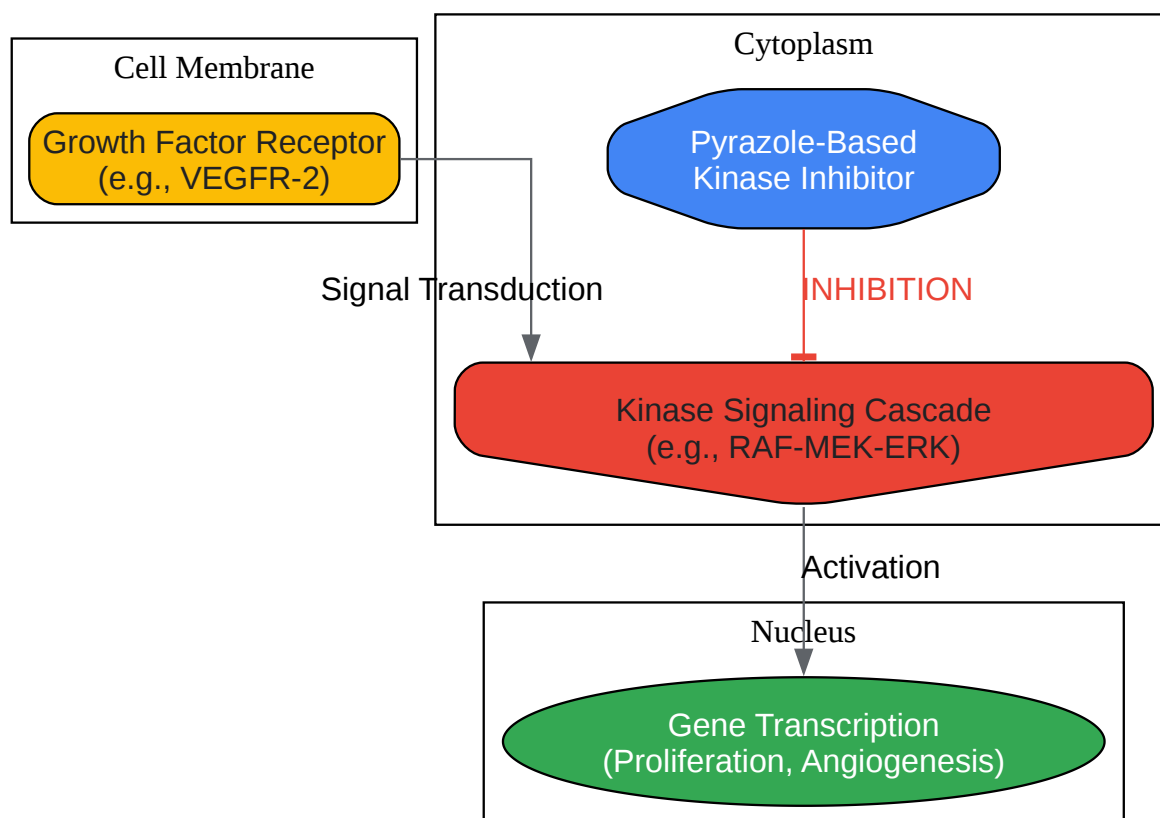 Cell Membrane
Growth Factor Receptor
(e.g., VEGFR-2)
Cytoplasm
Pyrazole-Based
Kinase Inhibitor
Signal Transduction
INHIBITION
Kinase Signaling Cascade
(e.g., RAF-MEK-ERK)
Activation
Nucleus
Gene Transcription
(Proliferation, Angiogenesis)